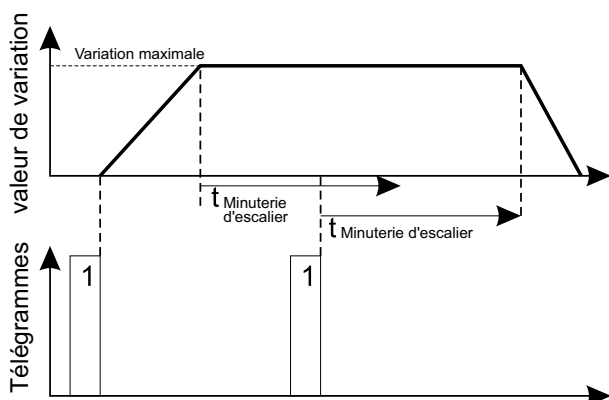 valeur de variation
Variation maximale
t Minuterie
d'escalier
t Minuterie d'escalier
Télégrammes
1
1